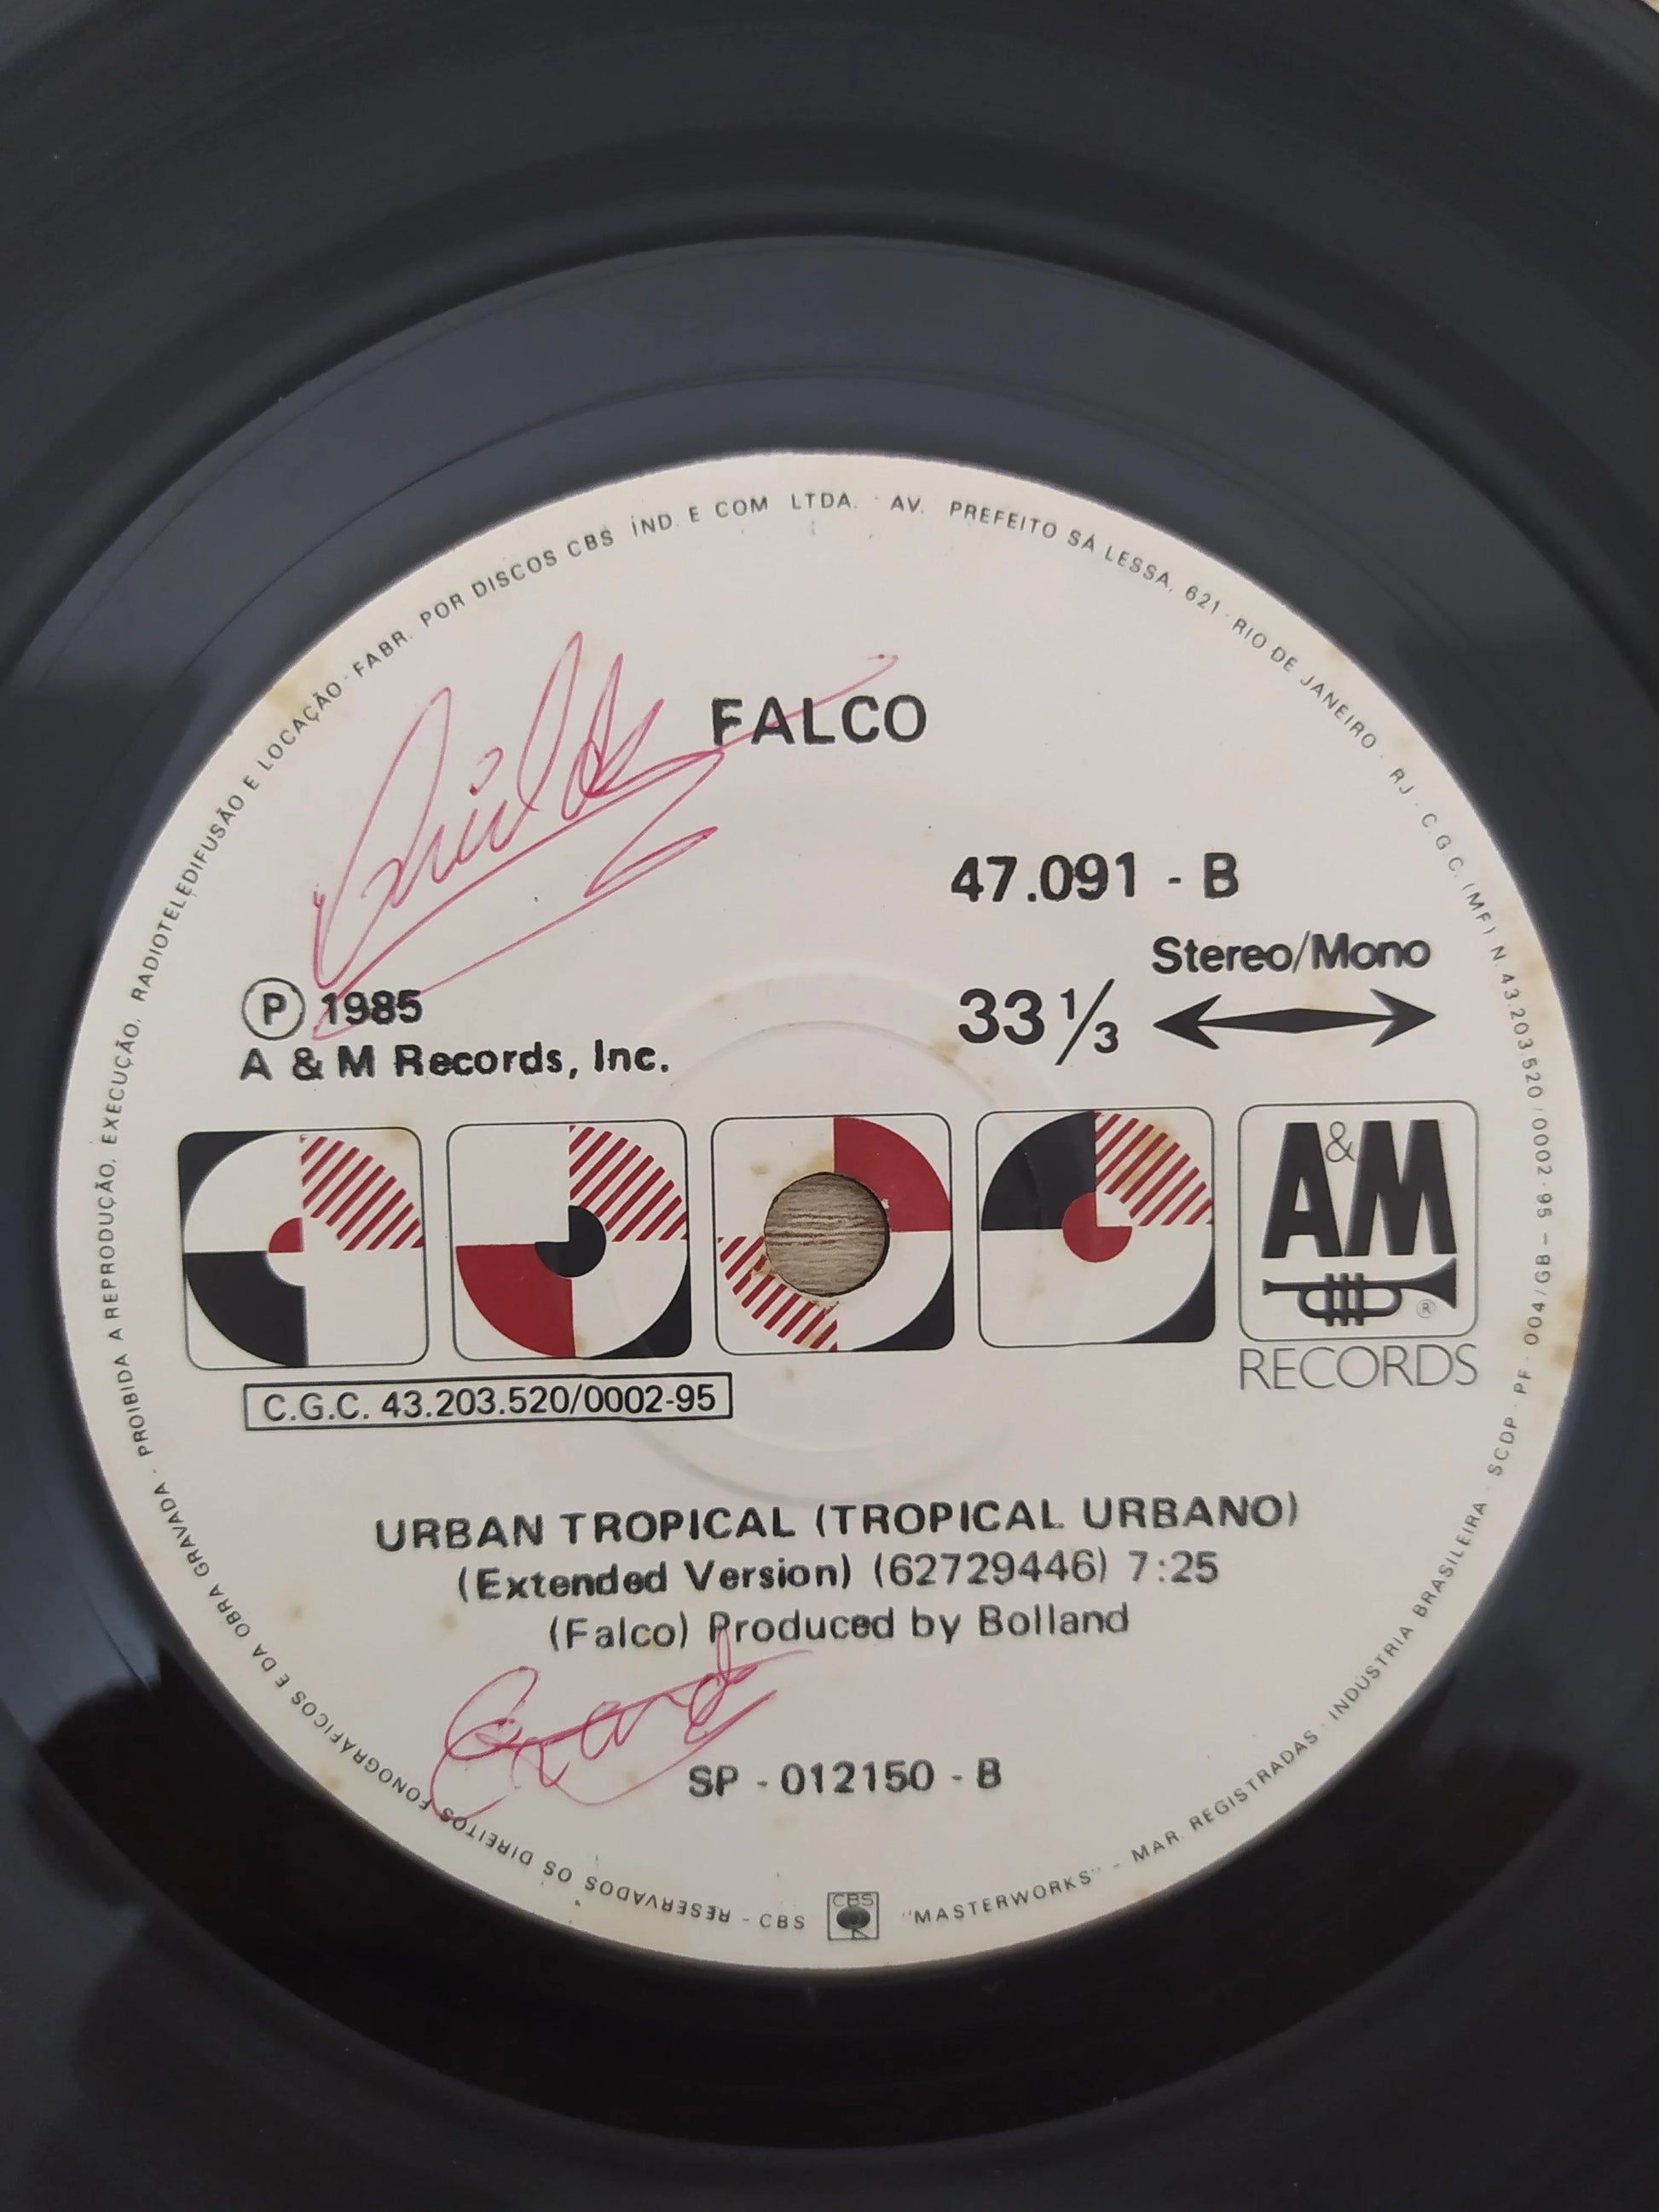 FABR. POR DISCOS CBS IND. E COM LTDA. · AV. PREFEITO SÁ LESSA, 621 · RIO DE JANEIRO · RJ · C.G.C. (MF) N. 43.203.520/0002-95 – SCDP · PF · 004/GB –
FALCO
47.091 - B
Stereo/Mono
33 1/3
Ⓟ 1985
A & M Records, Inc.
A&M
®
RECORDS
C.G.C. 43.203.520/0002-95
URBAN TROPICAL (TROPICAL URBANO)
(Extended Version) (62729446) 7:25
(Falco) Produced by Bolland
SP - 012150 - B
RESERVADOS OS DIREITOS FONOGRÁFICOS E DA OBRA GRAVADA · PROIBIDA A REPRODUÇÃO, EXECUÇÃO, RADIOTELEDIFUSÃO E LOCAÇÃO ·
CBS
CBS
"MASTERWORKS" – MAR. REGISTRADAS · INDÚSTRIA BRASILEIRA ·